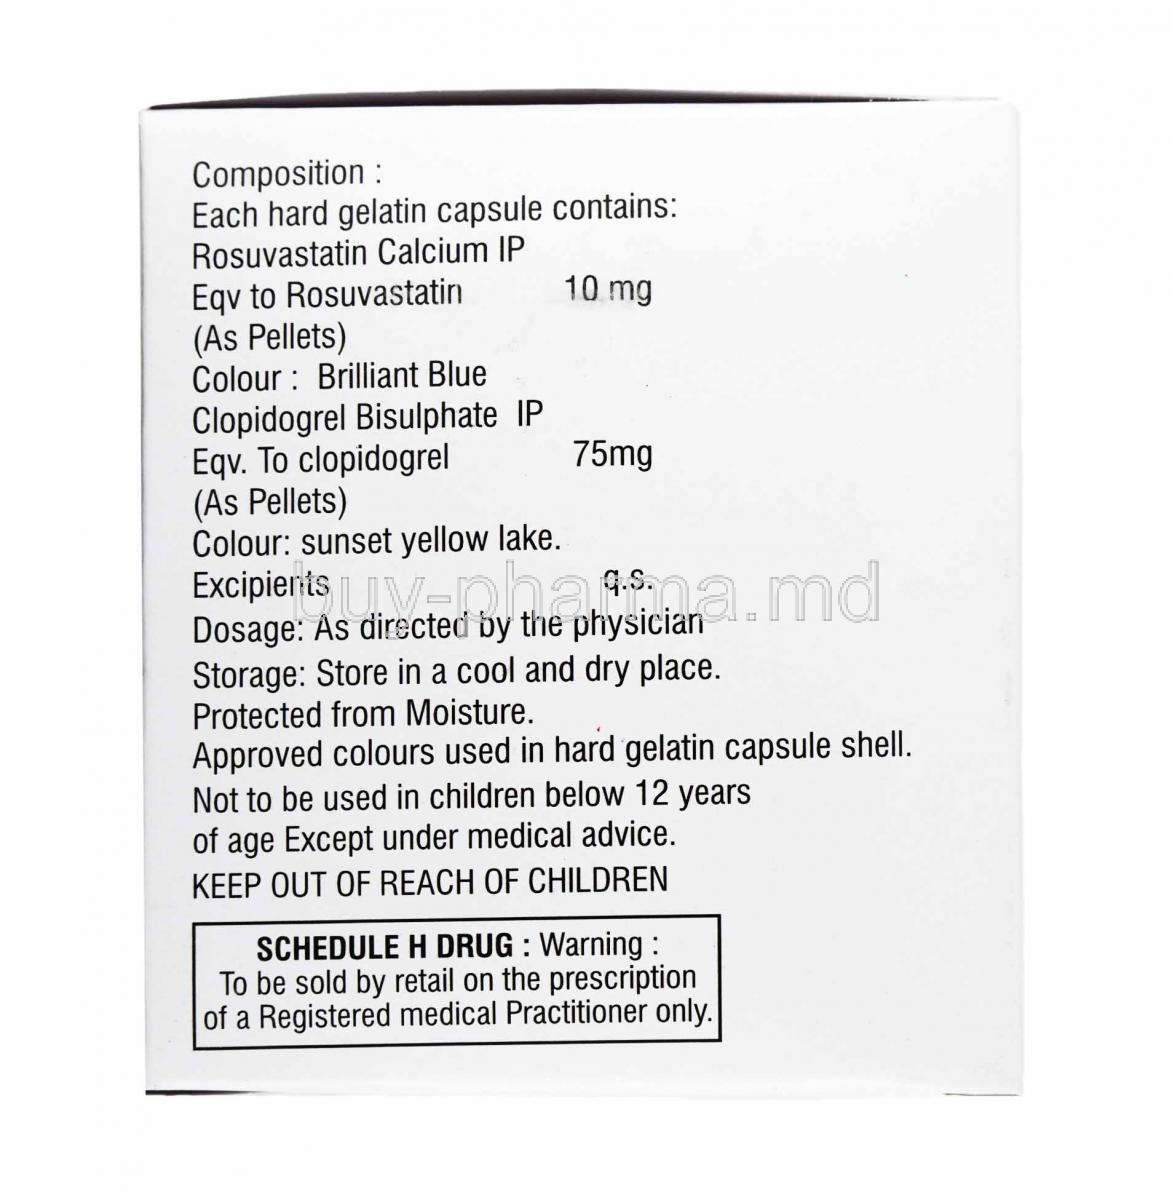 Composition :
Each hard gelatin capsule contains:
Rosuvastatin Calcium IP
Eqv to Rosuvastatin 10 mg
(As Pellets)
Colour : Brilliant Blue
Clopidogrel Bisulphate IP
Eqv. To clopidogrel 75mg
(As Pellets)
Colour: sunset yellow lake.
Excipients q.s.
buy-pharma.md
Dosage: As directed by the physician
Storage: Store in a cool and dry place.
Protected from Moisture.
Approved colours used in hard gelatin capsule shell.
Not to be used in children below 12 years
of age Except under medical advice.
KEEP OUT OF REACH OF CHILDREN
SCHEDULE H DRUG : Warning :
To be sold by retail on the prescription
of a Registered medical Practitioner only.